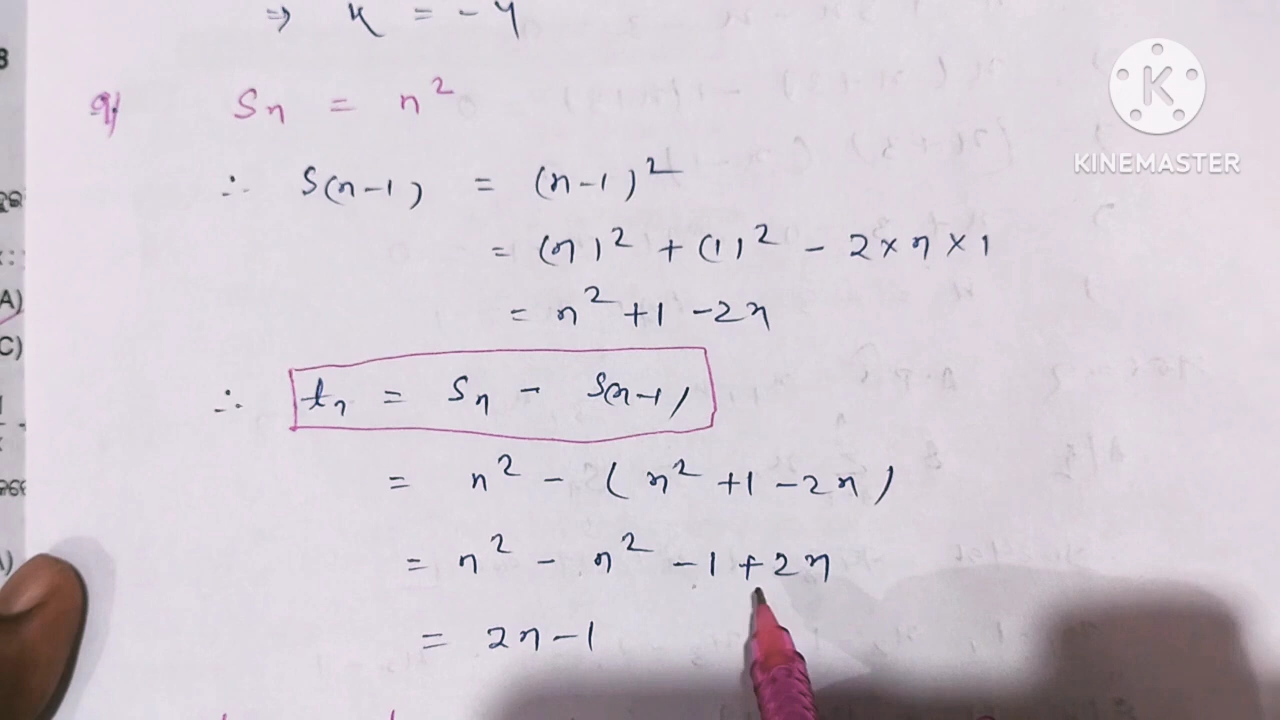 ⇒ x = -4
9) Sn = n²
∴ S(n-1) = (n-1)²
= (n)² + (1)² - 2×n×1
= n² + 1 - 2n
∴ tn = Sn - S(n-1)
= n² - (n² + 1 - 2n)
= n² - n² - 1 + 2n
= 2n - 1
KINEMASTER
A)
C)